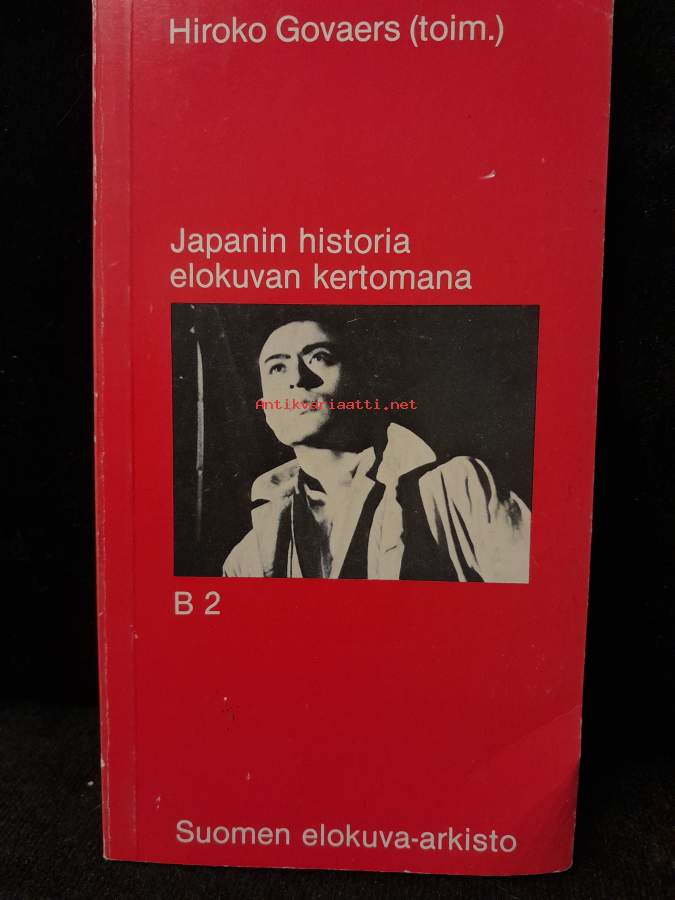 Hiroko Govaers (toim.)
Japanin historia
elokuvan kertomana
Antikvariaatti.net
B 2
Suomen elokuva-arkisto